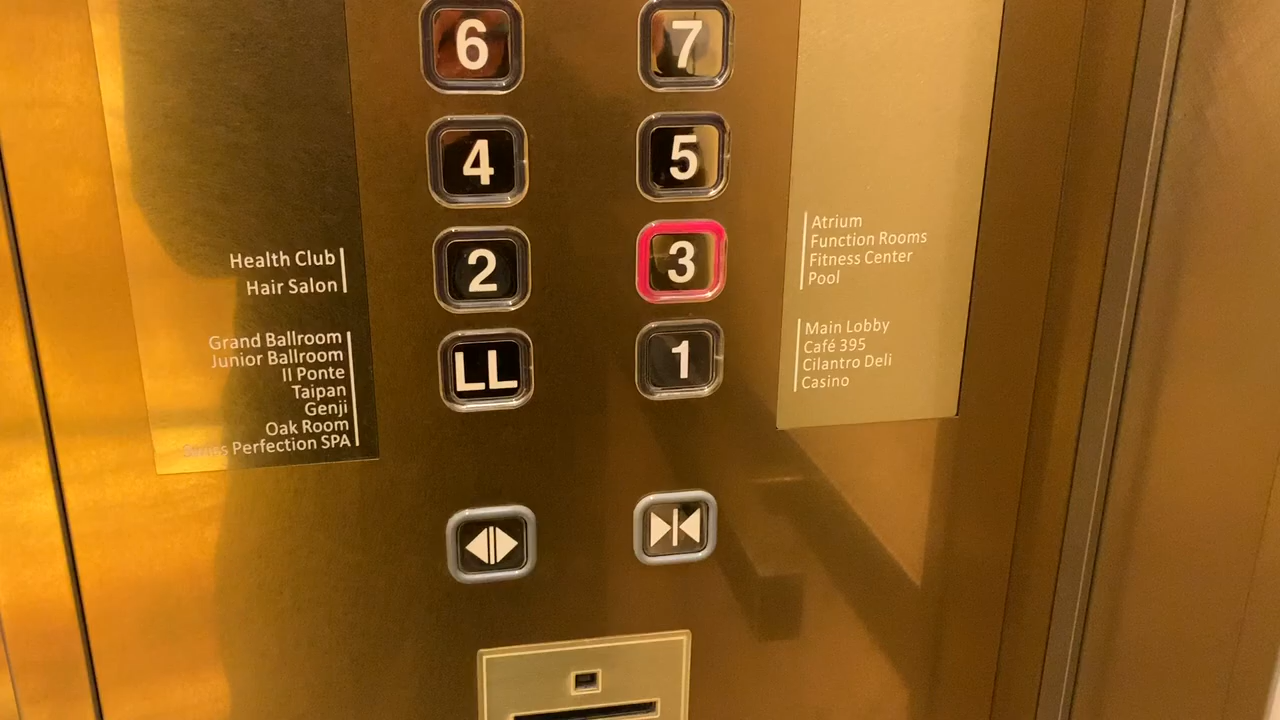 6
7
4
5
2
3
LL
1
Health Club
Hair Salon
Grand Ballroom
Junior Ballroom
Il Ponte
Taipan
Genji
Oak Room
Perfection SPA
Atrium
Function Rooms
Fitness Center
Pool
Main Lobby
Café 395
Cilantro Deli
Casino